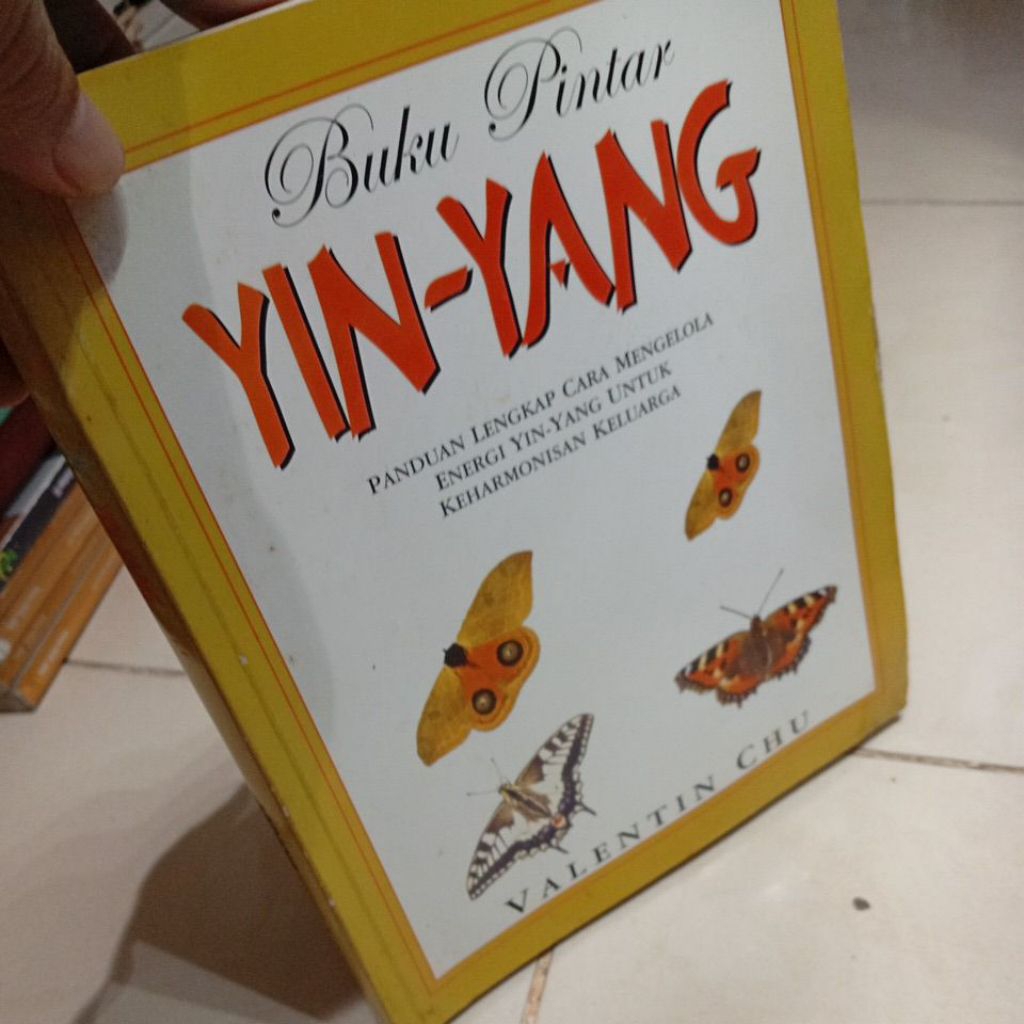 Buku Pintar
YIN-YANG
PANDUAN LENGKAP CARA MENGELOLA
ENERGI YIN-YANG UNTUK
KEHARMONISAN KELUARGA
VALENTIN CHU